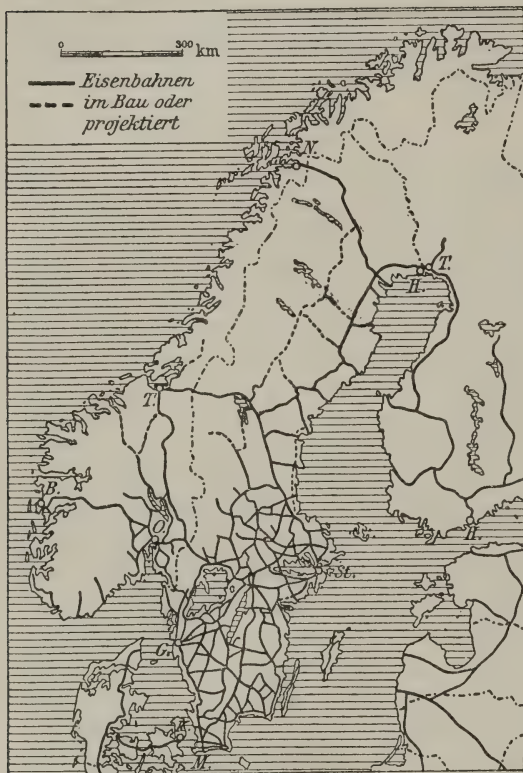 0 300 km
Eisenbahnen
im Bau oder
projektiert
N.
T.
H.
T.
B.
O.
H.
St.
G.
K.
M.